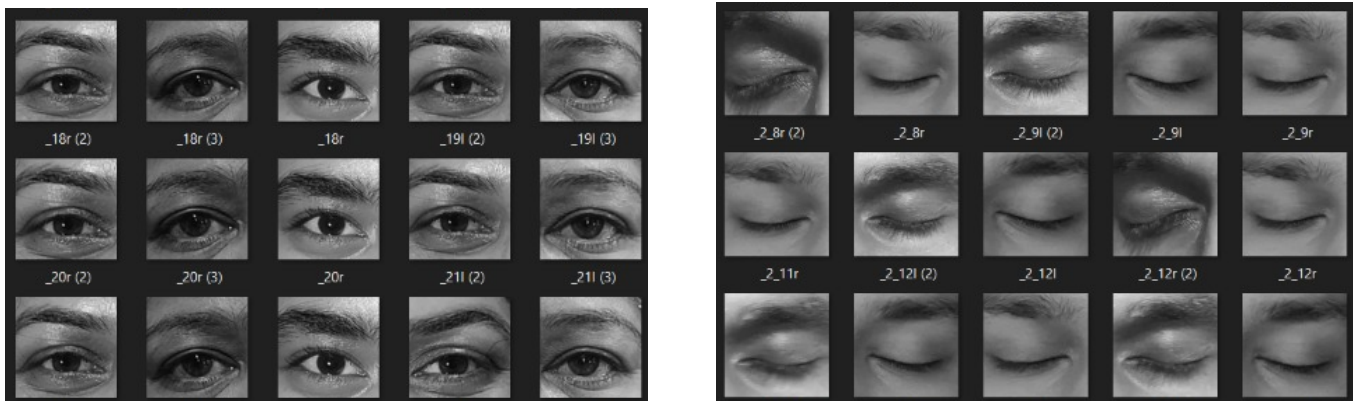 _18r (2) _18r (3) _18r _19l (2) _19l (3)
_20r (2) _20r (3) _20r _21l (2) _21l (3)
_2_8r (2) _2_8r _2_9l (2) _2_9l _2_9r
_2_11r _2_12l (2) _2_12l _2_12r (2) _2_12r